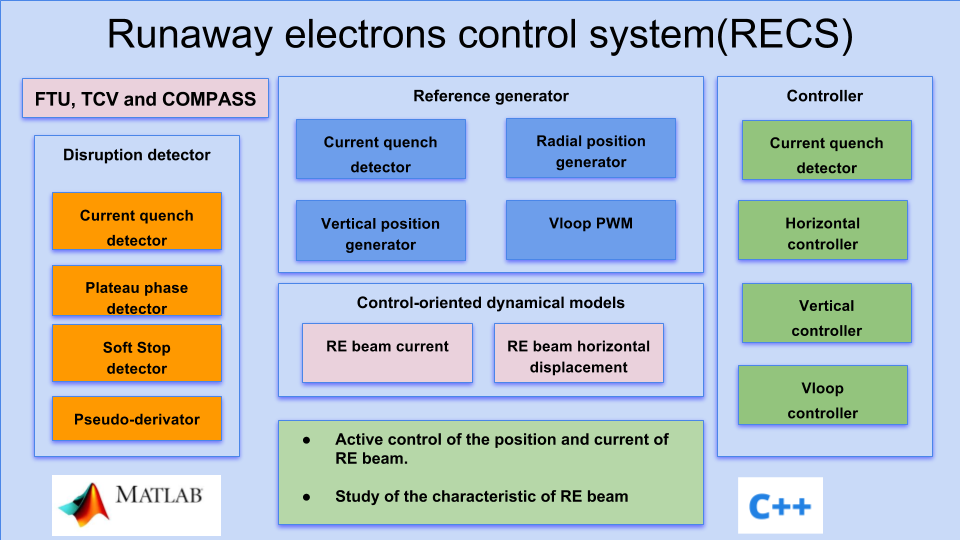 Runaway electrons control system(RECS)
FTU, TCV and COMPASS
Disruption detector
Current quench
detector
Plateau phase
detector
Soft Stop
detector
Pseudo-derivator
MATLAB
Reference generator
Current quench
detector
Radial position
generator
Vertical position
generator
Vloop PWM
Control-oriented dynamical models
RE beam current
RE beam horizontal
displacement
● Active control of the position and current of
RE beam.
● Study of the characteristic of RE beam
Controller
Current quench
detector
Horizontal
controller
Vertical
controller
Vloop
controller
C++